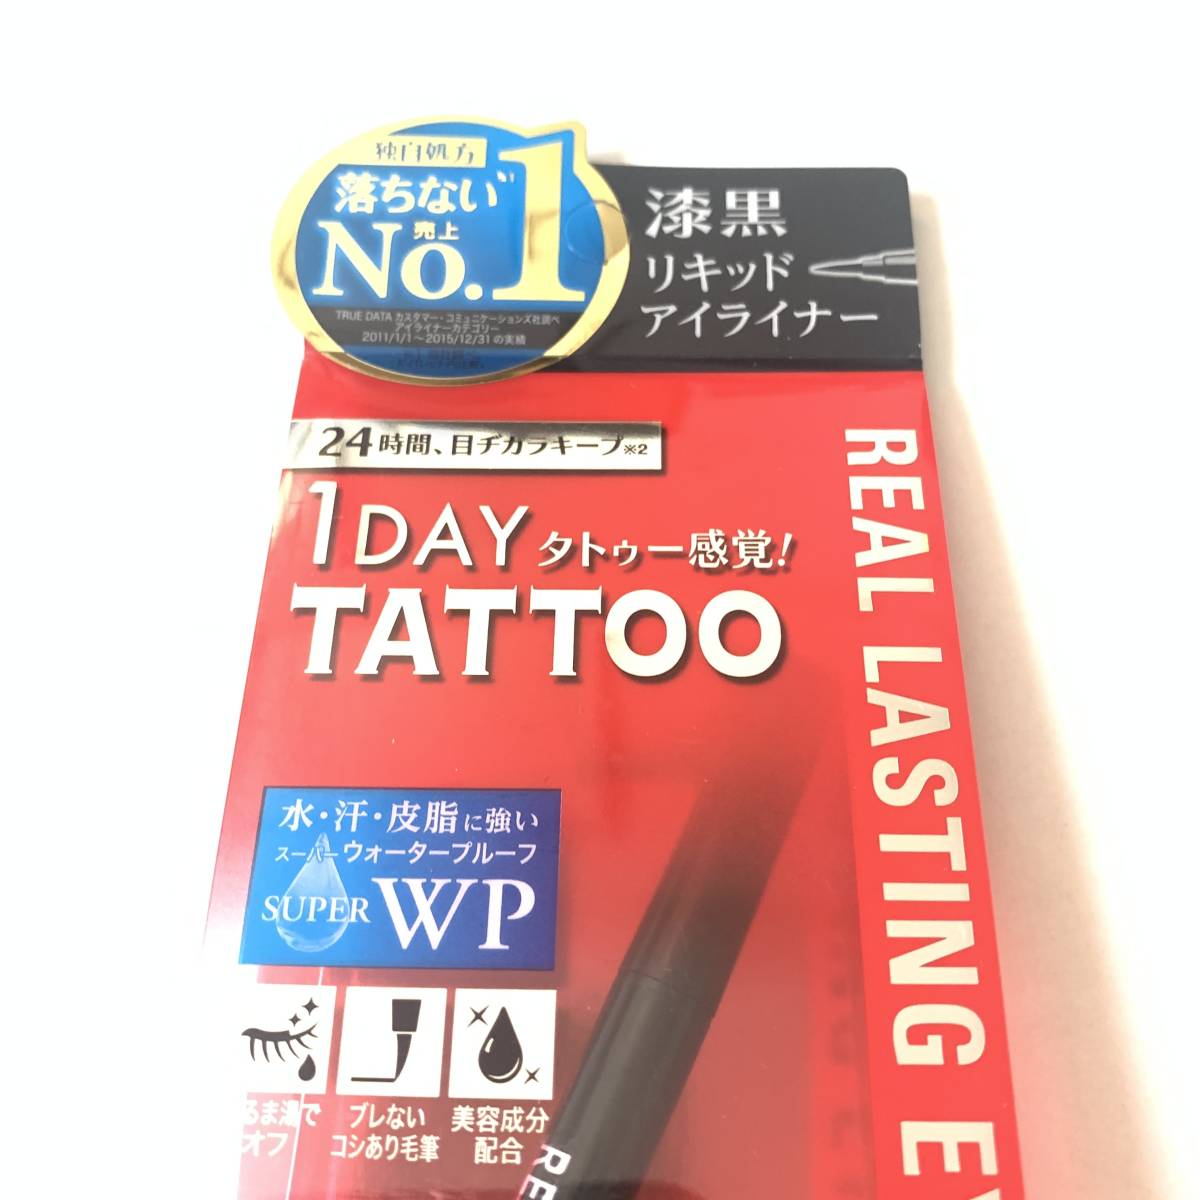 独自処方
落ちない*1
売上
No.1
TRUE DATA カスタマー・コミュニケーションズ社調べ
アイライナーカテゴリー
2011/1/1～2015/12/31の実績
漆黒
リキッド
アイライナー
24時間、目ヂカラキープ※2
1DAY タトゥー感覚!
TATTOO
REAL LASTING EY
水・汗・皮脂に強い
スーパーウォータープルーフ
SUPER WP
るま湯で
オフ
ブレない
コシあり毛筆
美容成分
配合
RE